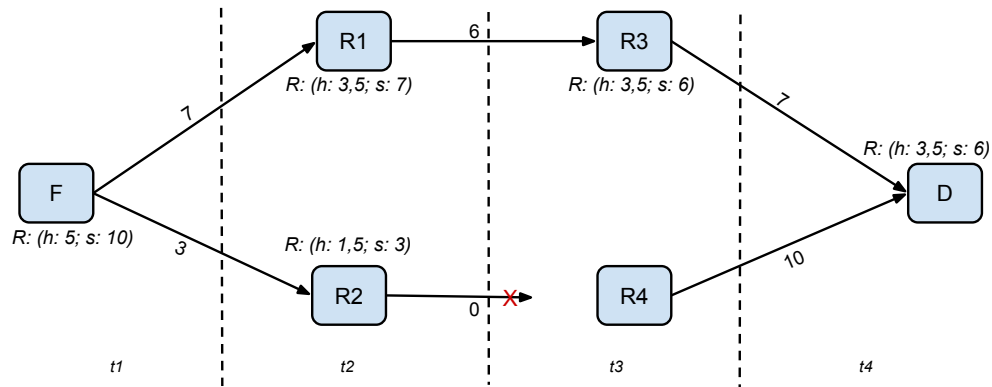 R1
6
R3
R: (h: 3,5; s: 7)
R: (h: 3,5; s: 6)
7
7
R: (h: 3,5; s: 6)
F
D
R: (h: 5; s: 10)
3
R: (h: 1,5; s: 3)
10
R2
0
X
R4
t1
t2
t3
t4